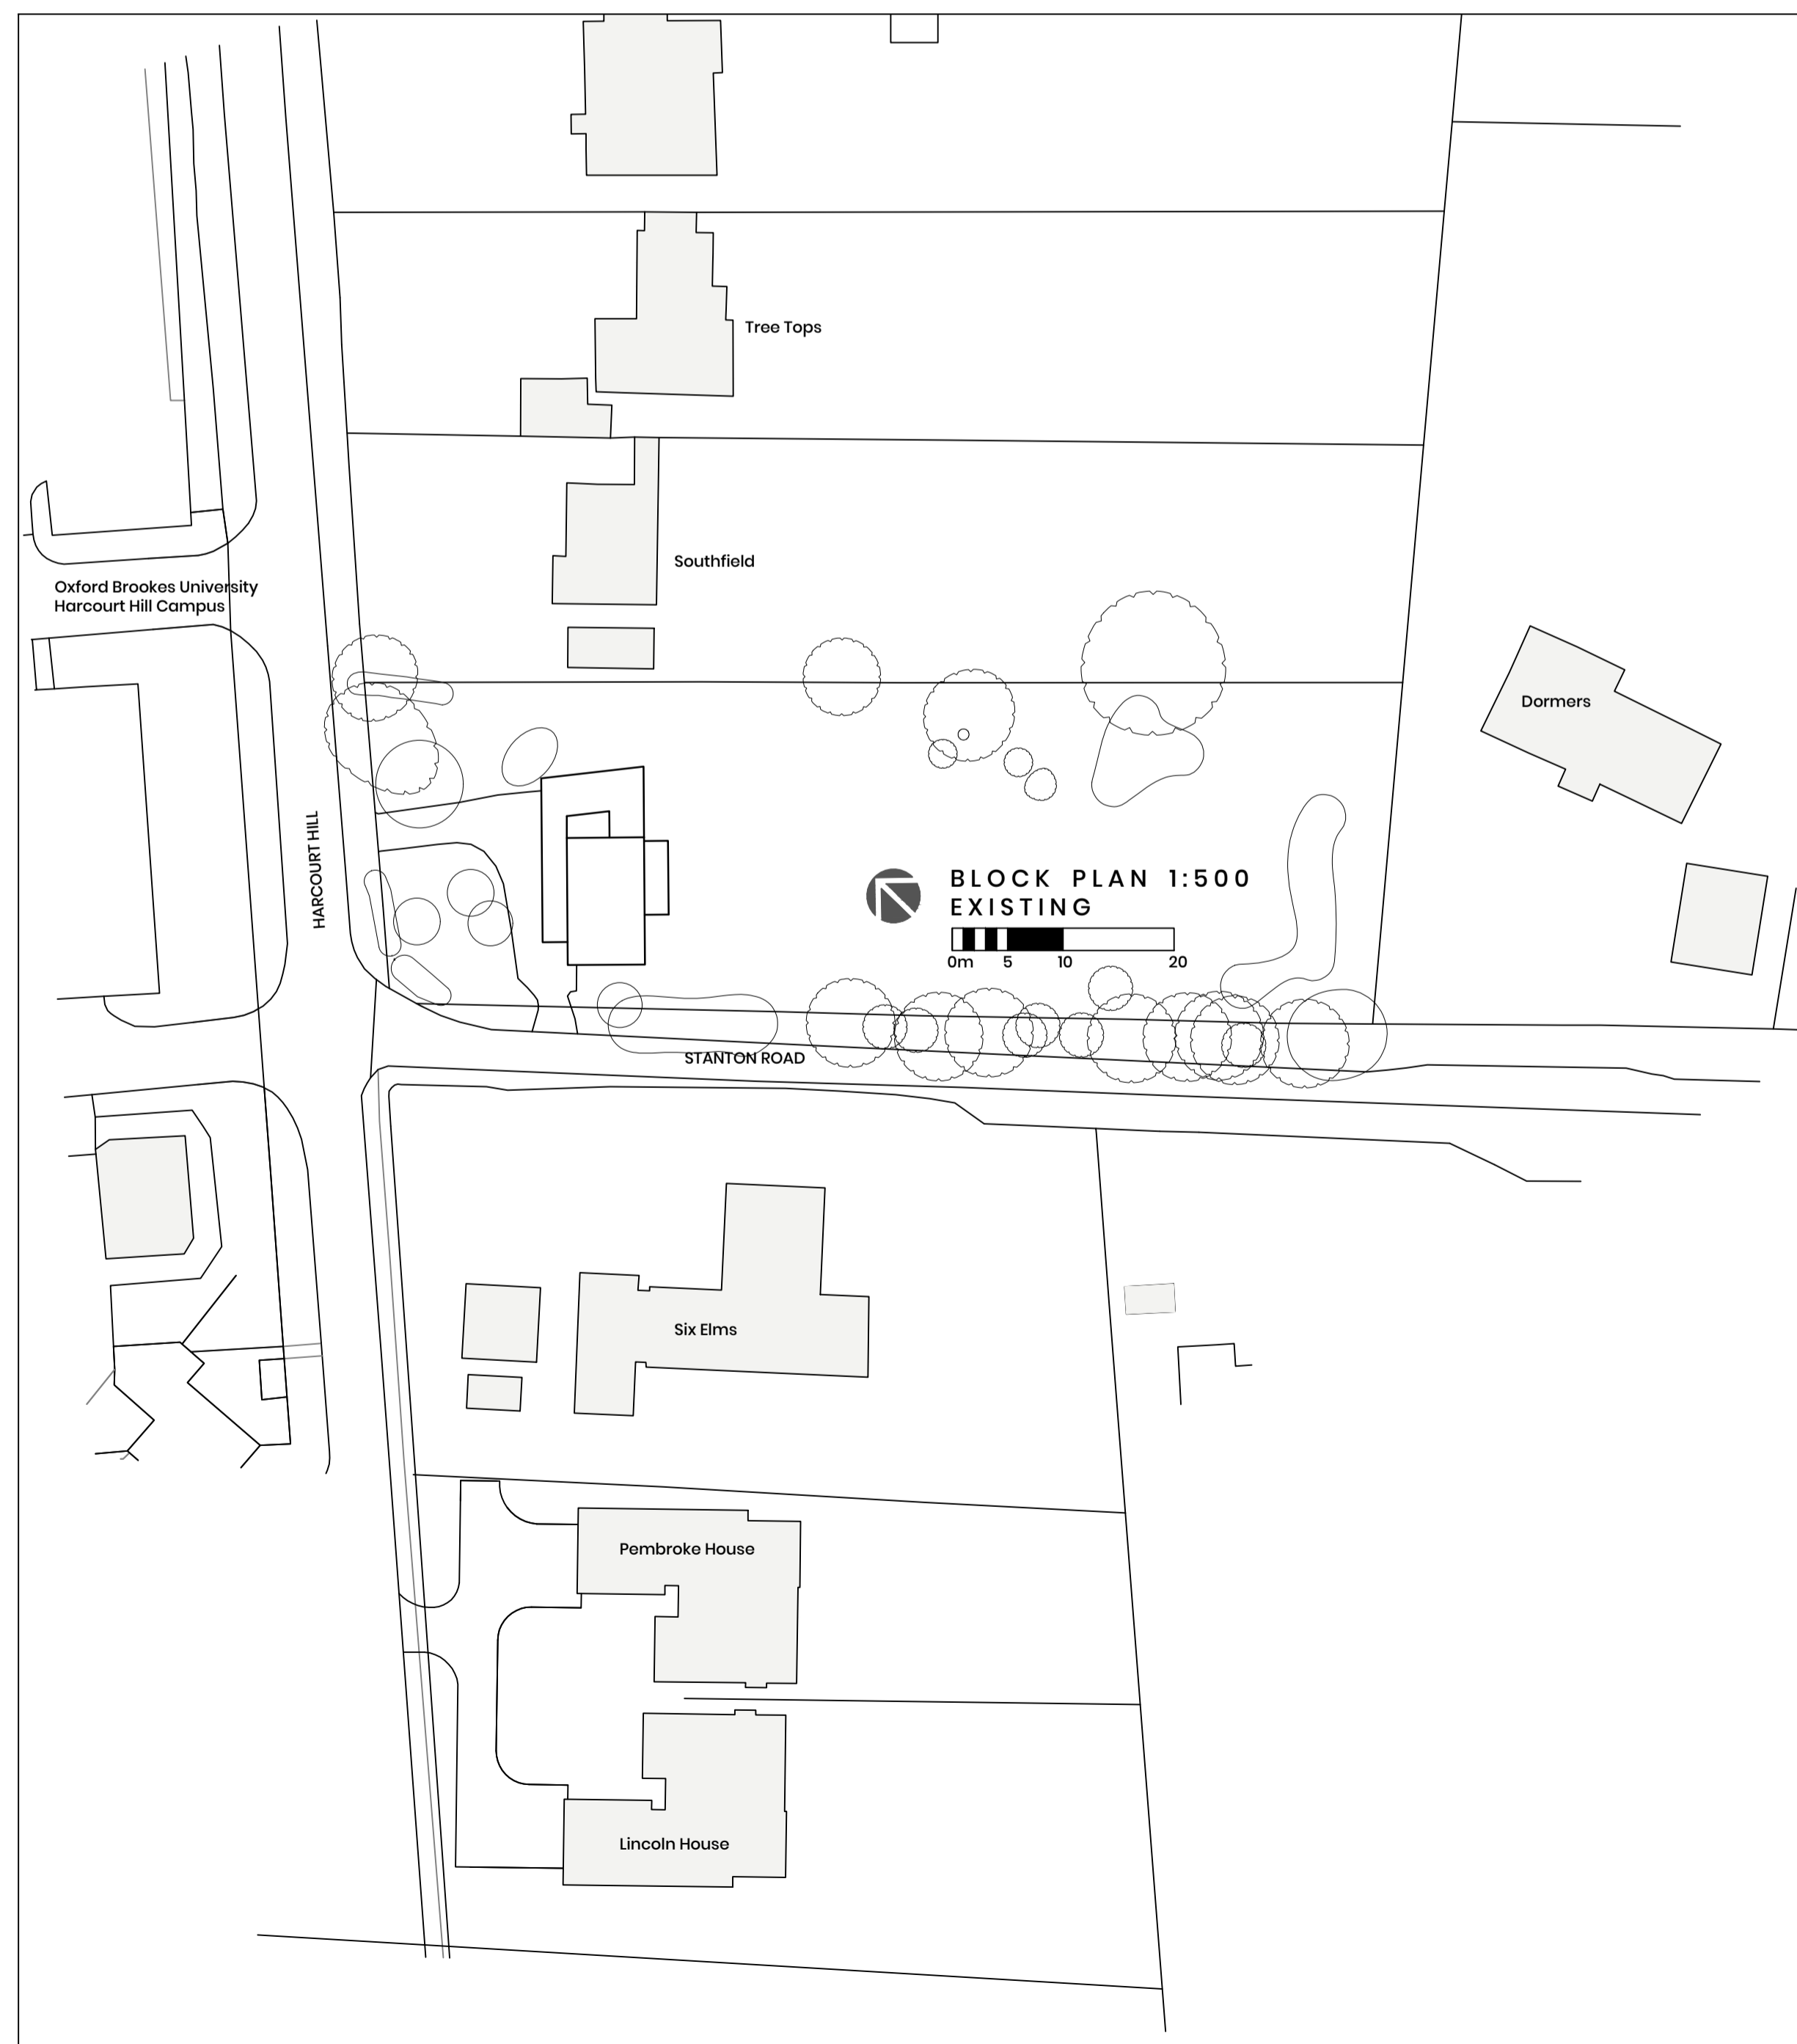 Tree Tops
Southfield
Oxford Brookes University
Harcourt Hill Campus
Dormers
HARCOURT HILL
BLOCK PLAN 1:500
EXISTING
0m 5 10 20
STANTON ROAD
Six Elms
Pembroke House
Lincoln House